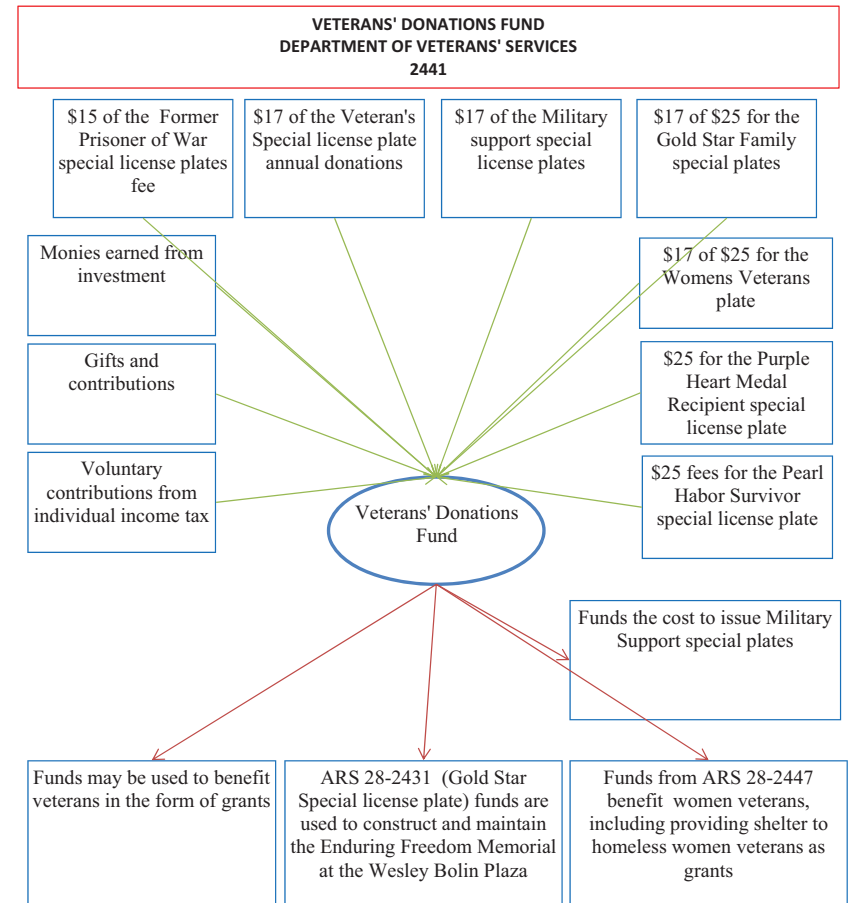 VETERANS' DONATIONS FUND
DEPARTMENT OF VETERANS' SERVICES
2441
$15 of the Former
Prisoner of War
special license plates
fee
$17 of the Veteran's
Special license plate
annual donations
$17 of the Military
support special
license plates
$17 of $25 for the
Gold Star Family
special plates
Monies earned from
investment
$17 of $25 for the
Womens Veterans
plate
Gifts and
contributions
$25 for the Purple
Heart Medal
Recipient special
license plate
Voluntary
contributions from
individual income tax
$25 fees for the Pearl
Habor Survivor
special license plate
Veterans' Donations
Fund
Funds the cost to issue Military
Support special plates
Funds may be used to benefit
veterans in the form of grants
ARS 28-2431 (Gold Star
Special license plate) funds are
used to construct and maintain
the Enduring Freedom Memorial
at the Wesley Bolin Plaza
Funds from ARS 28-2447
benefit women veterans,
including providing shelter to
homeless women veterans as
grants